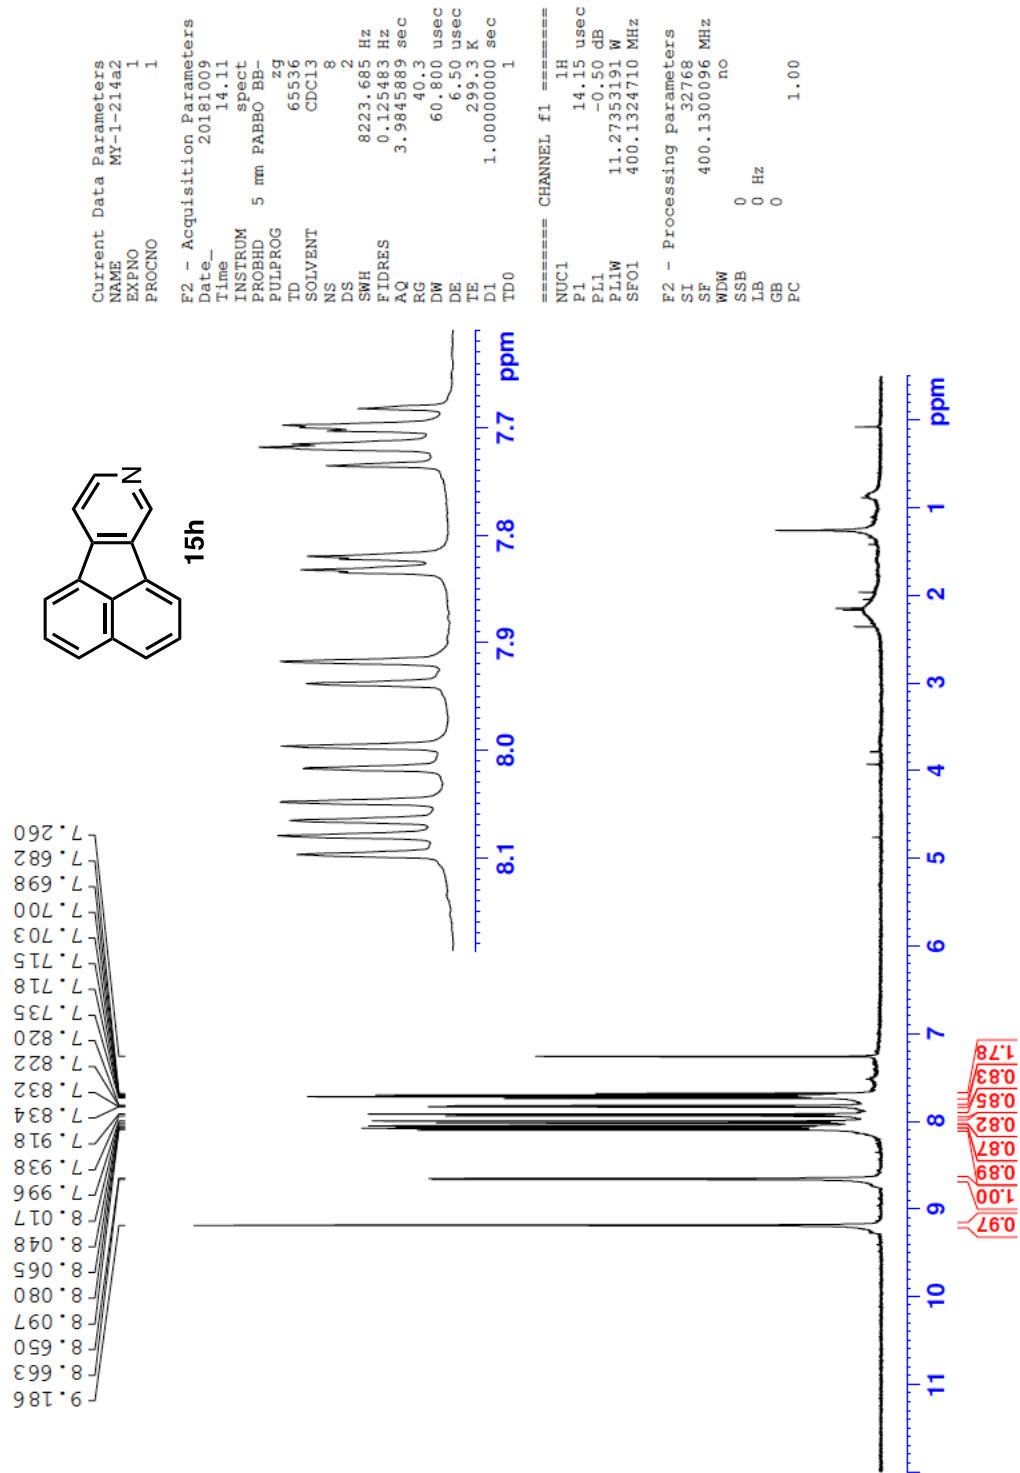 Current Data Parameters
NAME MY-1-214a2
EXPNO 1
PROCNO 1
F2 - Acquisition Parameters
Date_ 20181009
Time 14.11
INSTRUM spect
PROBHD 5 mm PABBO BB-
PULPROG zg
TD 65536
SOLVENT CDCl3
NS 8
DS 2
SWH 8223.685 Hz
FIDRES 0.125483 Hz
AQ 3.9845889 sec
RG 40.3
DW 60.800 usec
DE 6.50 usec
TE 299.3 K
D1 1.00000000 sec
TD0 1
======== CHANNEL f1 ========
NUC1 1H
P1 14.15 usec
PL1 -0.50 dB
PL1W 11.27353191 W
SFO1 400.1324710 MHz
F2 - Processing parameters
SI 32768
SF 400.1300096 MHz
WDW no
SSB 0
LB 0 Hz
GB 0
PC 1.00
N
15h
7.7
7.8
7.9
8.0
8.1
ppm
7.260
7.682
7.698
7.700
7.703
7.715
7.718
7.735
7.820
7.822
7.832
7.834
7.918
7.938
7.996
8.017
8.048
8.065
8.080
8.097
8.650
8.663
9.186
ppm
1
2
3
4
5
6
7
8
9
10
11
1.78
0.83
0.85
0.82
0.87
0.89
1.00
0.97